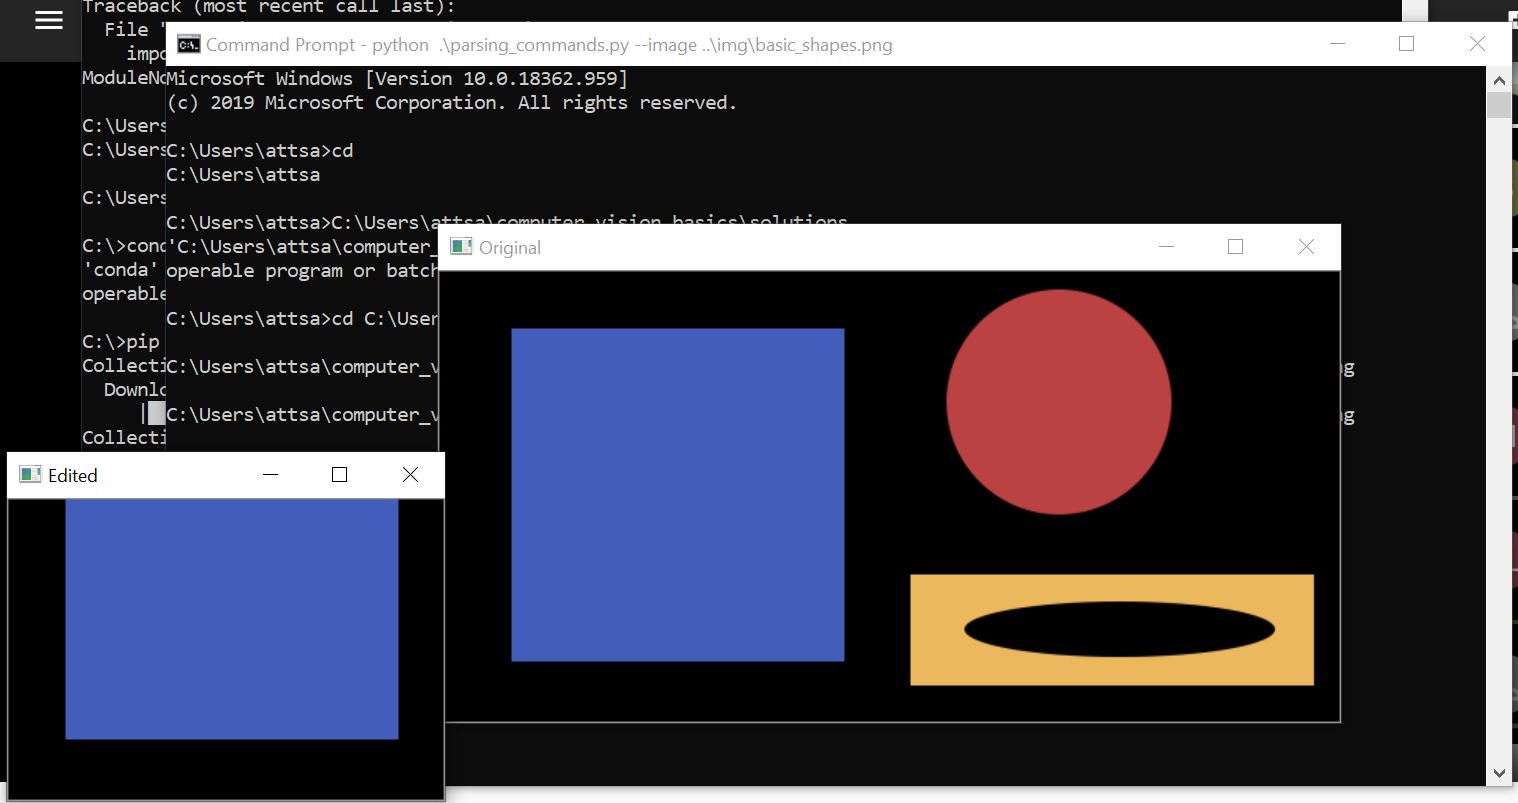 Traceback (most recent call last):
File "
impo
ModuleNo
C:\Users
C:\Users
C:\Users
C:\>cond
'conda'
operable
C:\>pip
Collecti
Downlo
|
Collecti
Command Prompt - python .\parsing_commands.py --image ..\img\basic_shapes.png
Microsoft Windows [Version 10.0.18362.959]
(c) 2019 Microsoft Corporation. All rights reserved.
C:\Users\attsa>cd
C:\Users\attsa
C:\Users\attsa>C:\Users\attsa\computer_vision_basics\solutions
'C:\Users\attsa\computer_
operable program or batch
C:\Users\attsa>cd C:\User
C:\Users\attsa\computer_v
ng
C:\Users\attsa\computer_v
ng
Original
Edited